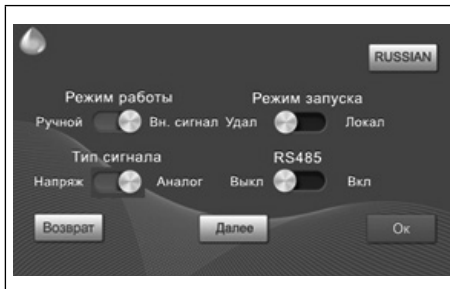 RUSSIAN
Режим работы Режим запуска
Ручной Вн. сигнал Удал Локал
Тип сигнала RS485
Напряж Аналог Выкл Вкл
Возврат Далее Ок